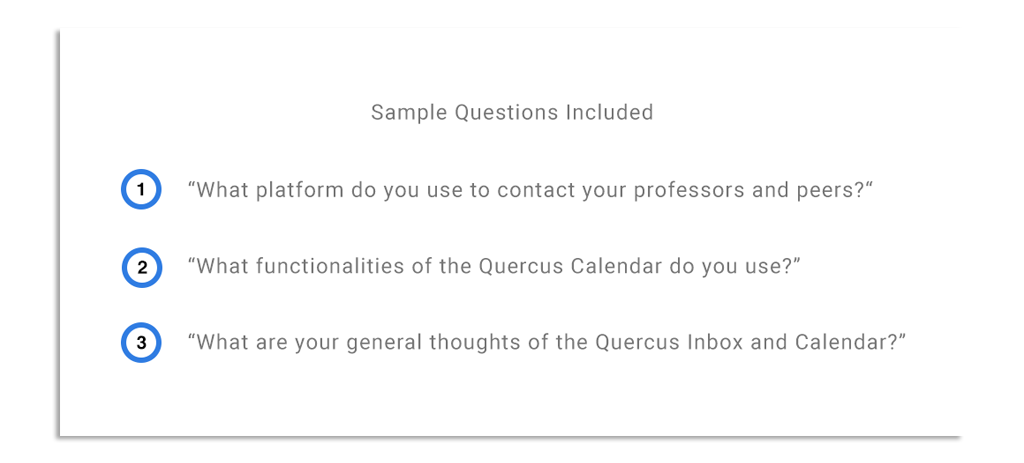 Sample Questions Included
1 “What platform do you use to contact your professors and peers?“
2 “What functionalities of the Quercus Calendar do you use?”
3 “What are your general thoughts of the Quercus Inbox and Calendar?”